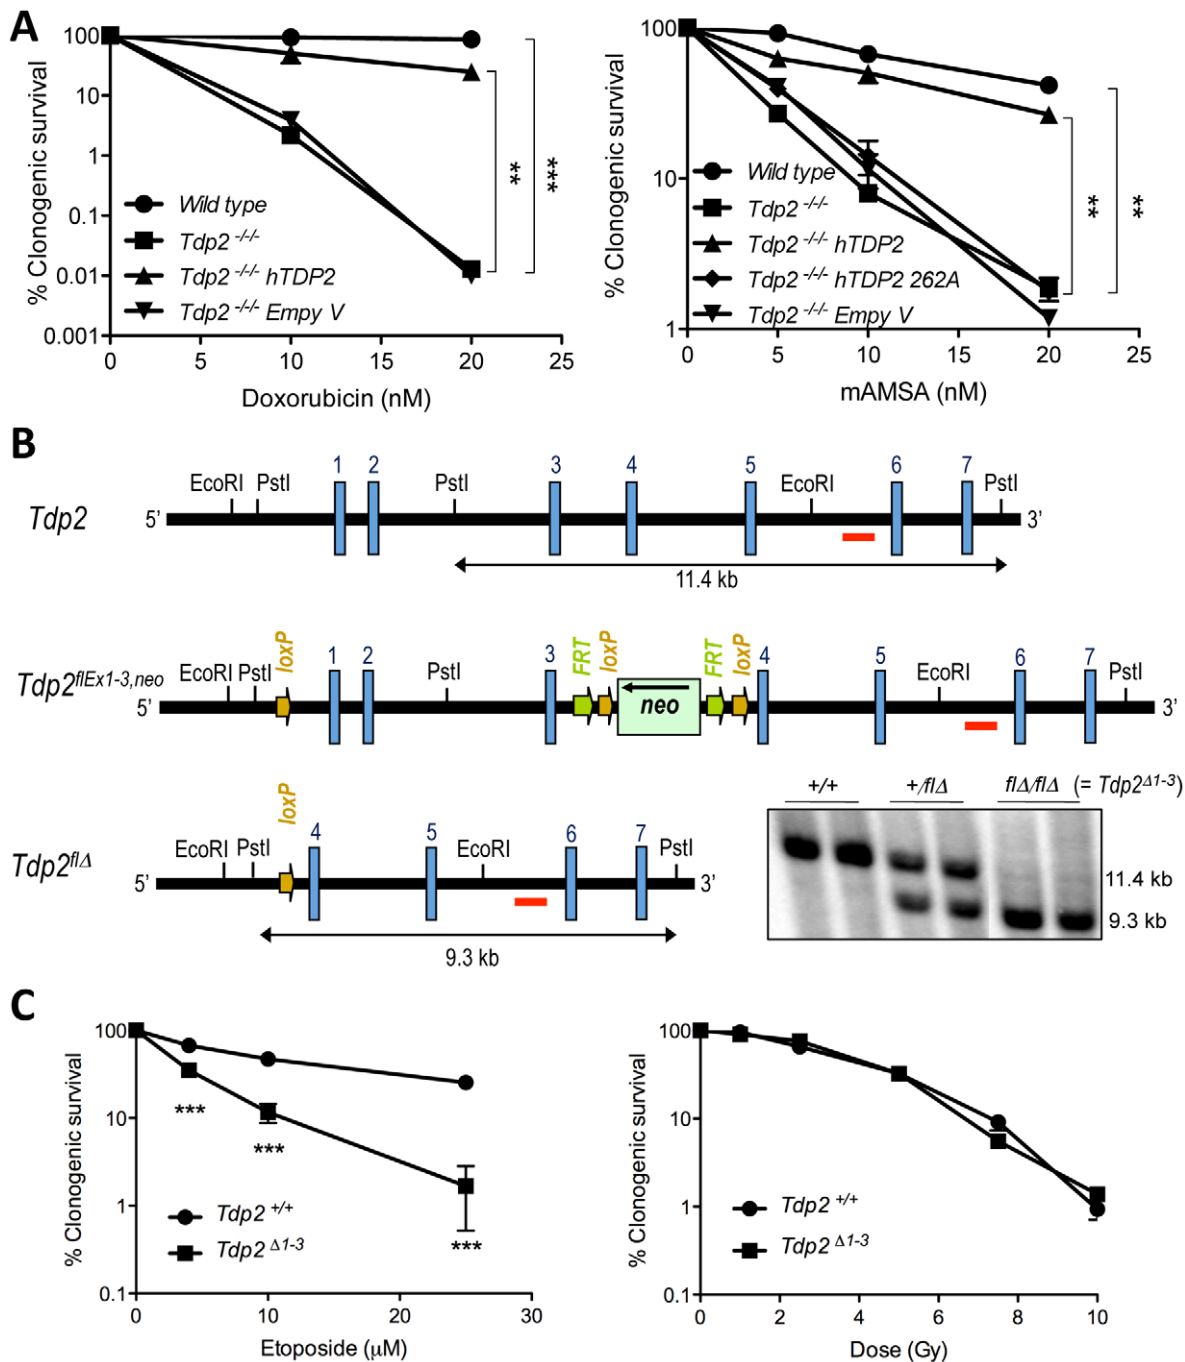 A
% Clonogenic survival
100
10
1
0.1
0.01
0.001
0 5 10 15 20 25
Doxorubicin (nM)
Wild type
Tdp2 -/-/-
Tdp2 -/-/- hTDP2
Tdp2 -/-/- Empy V
**
***
% Clonogenic survival
100
10
1
0 5 10 15 20 25
mAMSA (nM)
Wild type
Tdp2 -/-/-
Tdp2 -/-/- hTDP2
Tdp2 -/-/- hTDP2 262A
Tdp2 -/-/- Empy V
**
**
B
Tdp2
5’ EcoRI PstI 1 2 PstI 3 4 5 EcoRI 6 7 PstI 3’
11.4 kb
Tdp2flEx1-3,neo
5’ EcoRI PstI loxP 1 2 PstI 3 FRT loxP neo FRT loxP 4 5 EcoRI 6 7 PstI 3’
Tdp2flΔ
5’ EcoRI PstI loxP 4 5 EcoRI 6 7 PstI 3’
9.3 kb
+/+ +/flΔ flΔ/flΔ (= Tdp2Δ1-3)
11.4 kb
9.3 kb
C
% Clonogenic survival
100
10
1
0.1
0 10 20 30
Etoposide (μM)
***
***
***
Tdp2 +/+
Tdp2 Δ1-3
% Clonogenic survival
100
10
1
0.1
0 2 4 6 8 10
Dose (Gy)
Tdp2 +/+
Tdp2 Δ1-3